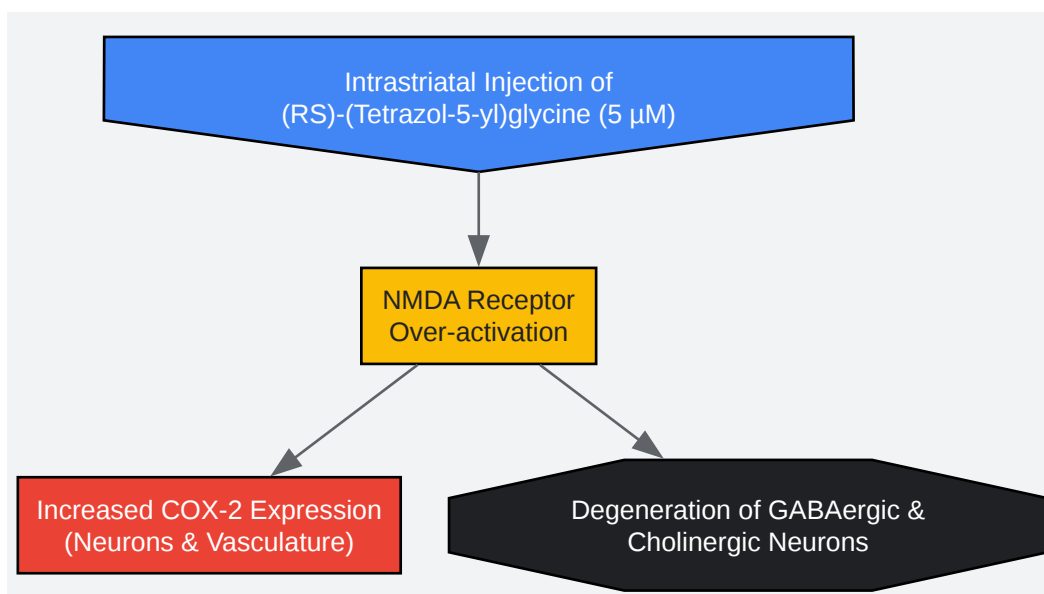 Intrastriatal Injection of
(RS)-(Tetrazol-5-yl)glycine (5 µM)
NMDA Receptor
Over-activation
Increased COX-2 Expression
(Neurons & Vasculature)
Degeneration of GABAergic &
Cholinergic Neurons